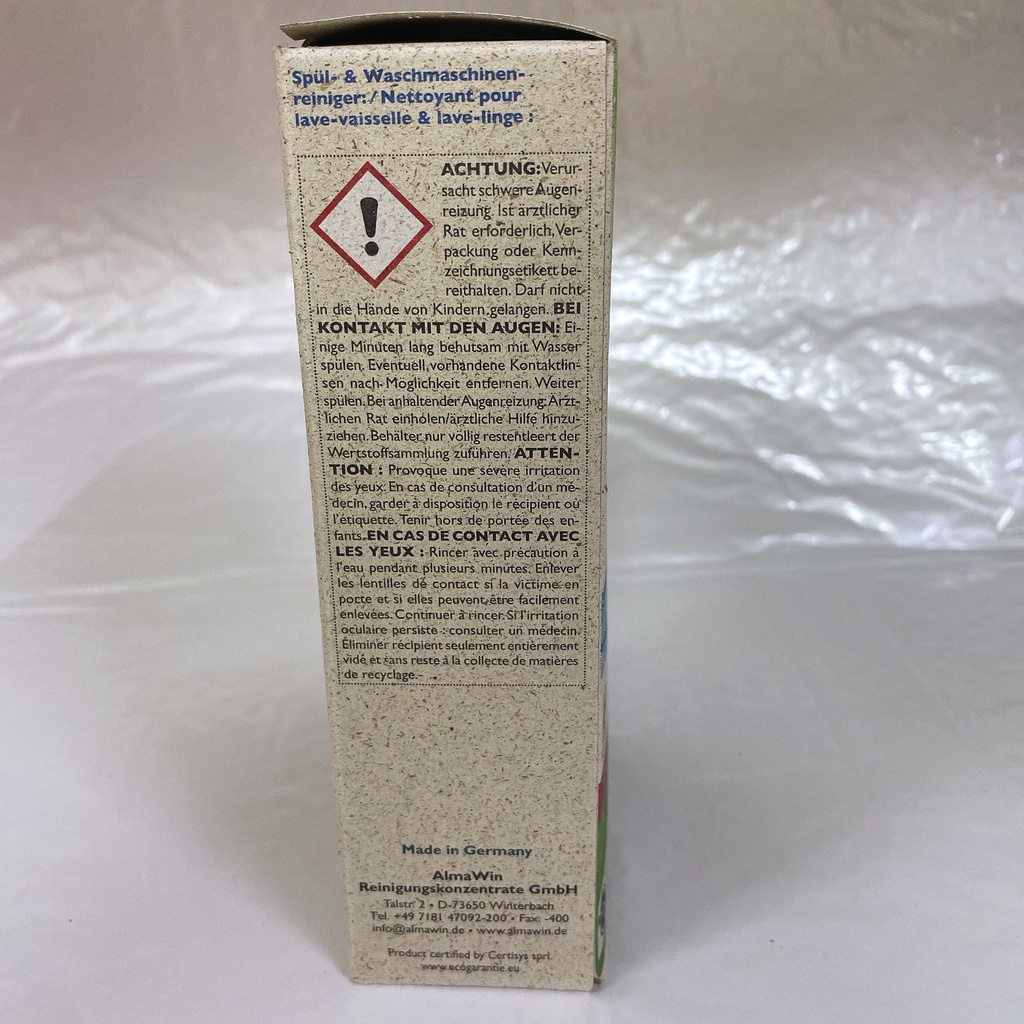 Spül- & Waschmaschinen-
reiniger: / Nettoyant pour
lave-vaisselle & lave-linge :
ACHTUNG: Verur-
sacht schwere Augen-
reizung. Ist ärztlicher
Rat erforderlich, Ver-
packung oder Kenn-
zeichnungsetikett be-
reithalten. Darf nicht
in die Hände von Kindern gelangen. BEI
KONTAKT MIT DEN AUGEN: Ei-
nige Minuten lang behutsam mit Wasser
spülen. Eventuell vorhandene Kontaktlin-
sen nach Möglichkeit entfernen. Weiter
spülen. Bei anhaltender Augenreizung: Ärzt-
lichen Rat einholen/ärztliche Hilfe hinzu-
ziehen. Behälter nur völlig restentleert der
Wertstoffsammlung zuführen. ATTEN-
TION : Provoque une sévère irritation
des yeux. En cas de consultation d'un mé-
decin, garder à disposition le récipient ou
l'étiquette. Tenir hors de portée des en-
fants. EN CAS DE CONTACT AVEC
LES YEUX : Rincer avec précaution à
l'eau pendant plusieurs minutes. Enlever
les lentilles de contact si la victime en
porte et si elles peuvent être facilement
enlevées. Continuer à rincer. Si l'irritation
oculaire persiste : consulter un médecin.
Éliminer récipient seulement entièrement
vidé et sans reste à la collecte de matières
de recyclage.
Made in Germany
AlmaWin
Reinigungskonzentrate GmbH
Talstr. 2 • D-73650 Winterbach
Tel. +49 7181 47092-200 • Fax: -400
info@almawin.de • www.almawin.de
Product certified by Certisys sprl.
www.ecogarantie.eu